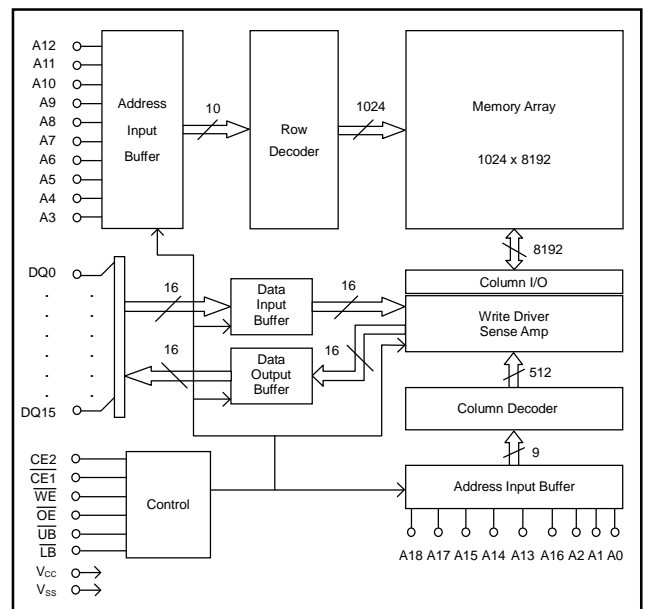 A12
A11
A10
A9
A8
A7
A6
A5
A4
A3
Address
Input
Buffer
10
Row
Decoder
1024
Memory Array
1024 x 8192
8192
DQ0
DQ15
16
Data
Input
Buffer
16
Column I/O
Write Driver
Sense Amp
16
Data
Output
Buffer
16
512
Column Decoder
9
Address Input Buffer
CE2
CE1
WE
OE
UB
LB
Control
VCC
VSS
A18 A17 A15 A14 A13 A16 A2 A1 A0